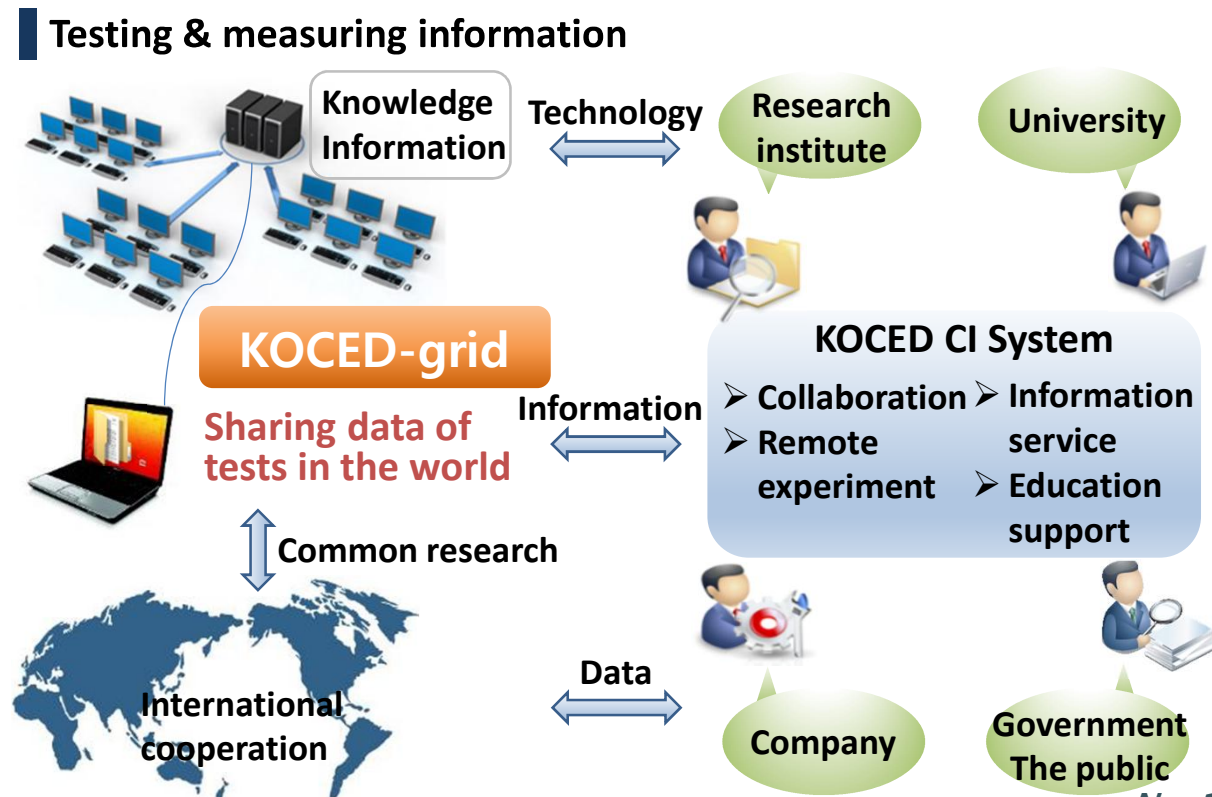 Testing & measuring information
Knowledge
Information
Technology
Research
institute
University
KOCED-grid
Sharing data of
tests in the world
Information
KOCED CI System
➢ Collaboration
➢ Remote
experiment
➢ Information
service
➢ Education
support
Common research
International
cooperation
Data
Company
Government
The public